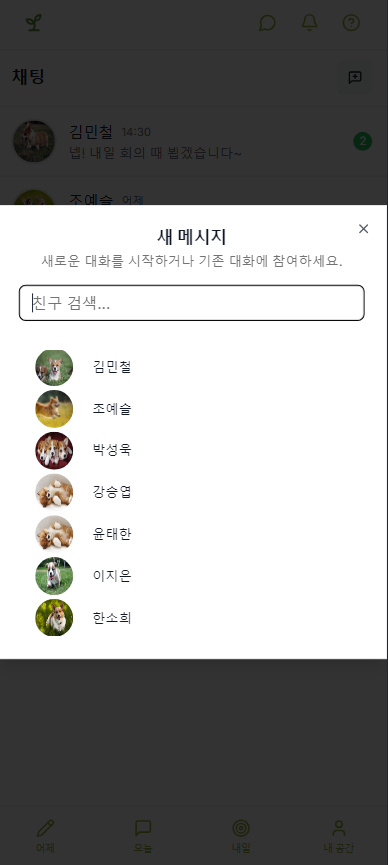 채팅
김민철 14:30
넵! 내일 회의 때 뵙겠습니다~
2
조예슬 어제
새 메시지
새로운 대화를 시작하거나 기존 대화에 참여하세요.
친구 검색...
김민철
조예슬
박성욱
강승엽
윤태한
이지은
한소희
어제
오늘
내일
내 공간